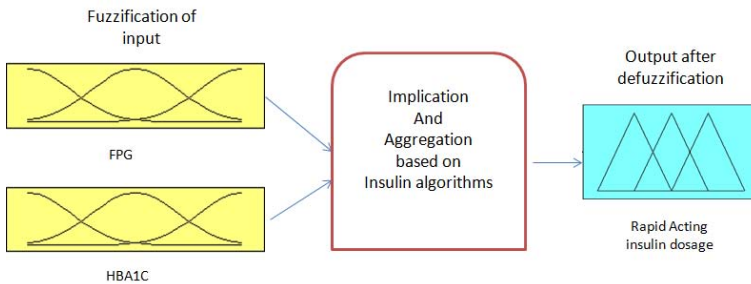 Fuzzification of
input
FPG
HBA1C
Implication
And
Aggregation
based on
Insulin algorithms
Output after
defuzzification
Rapid Acting
insulin dosage